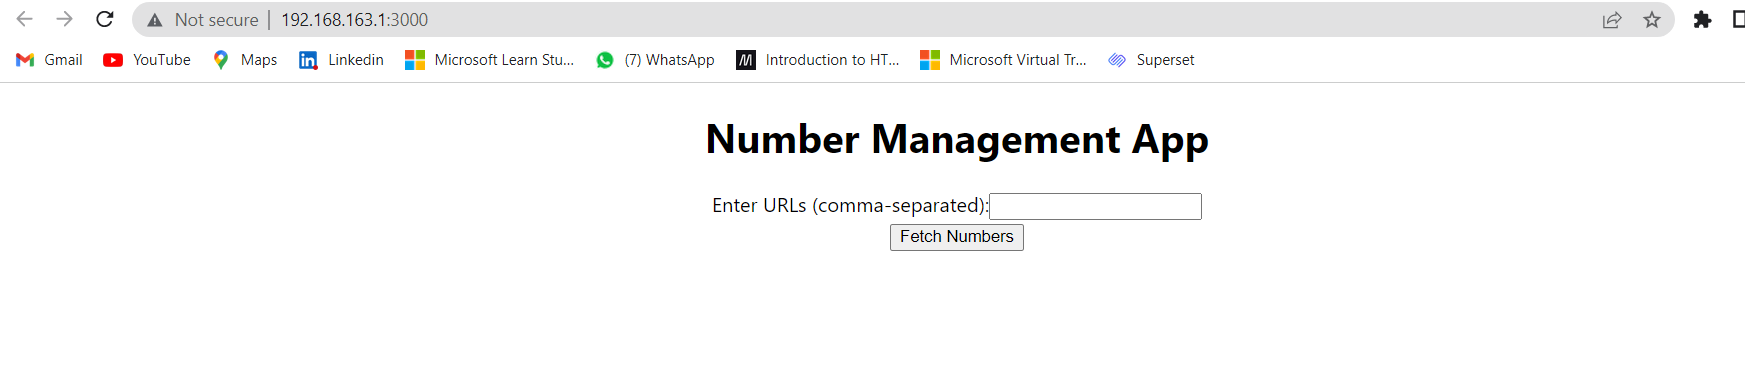 Not secure | 192.168.163.1:3000
Gmail YouTube Maps Linkedin Microsoft Learn Stu... (7) WhatsApp Introduction to HT... Microsoft Virtual Tr... Superset
Number Management App
Enter URLs (comma-separated):
Fetch Numbers